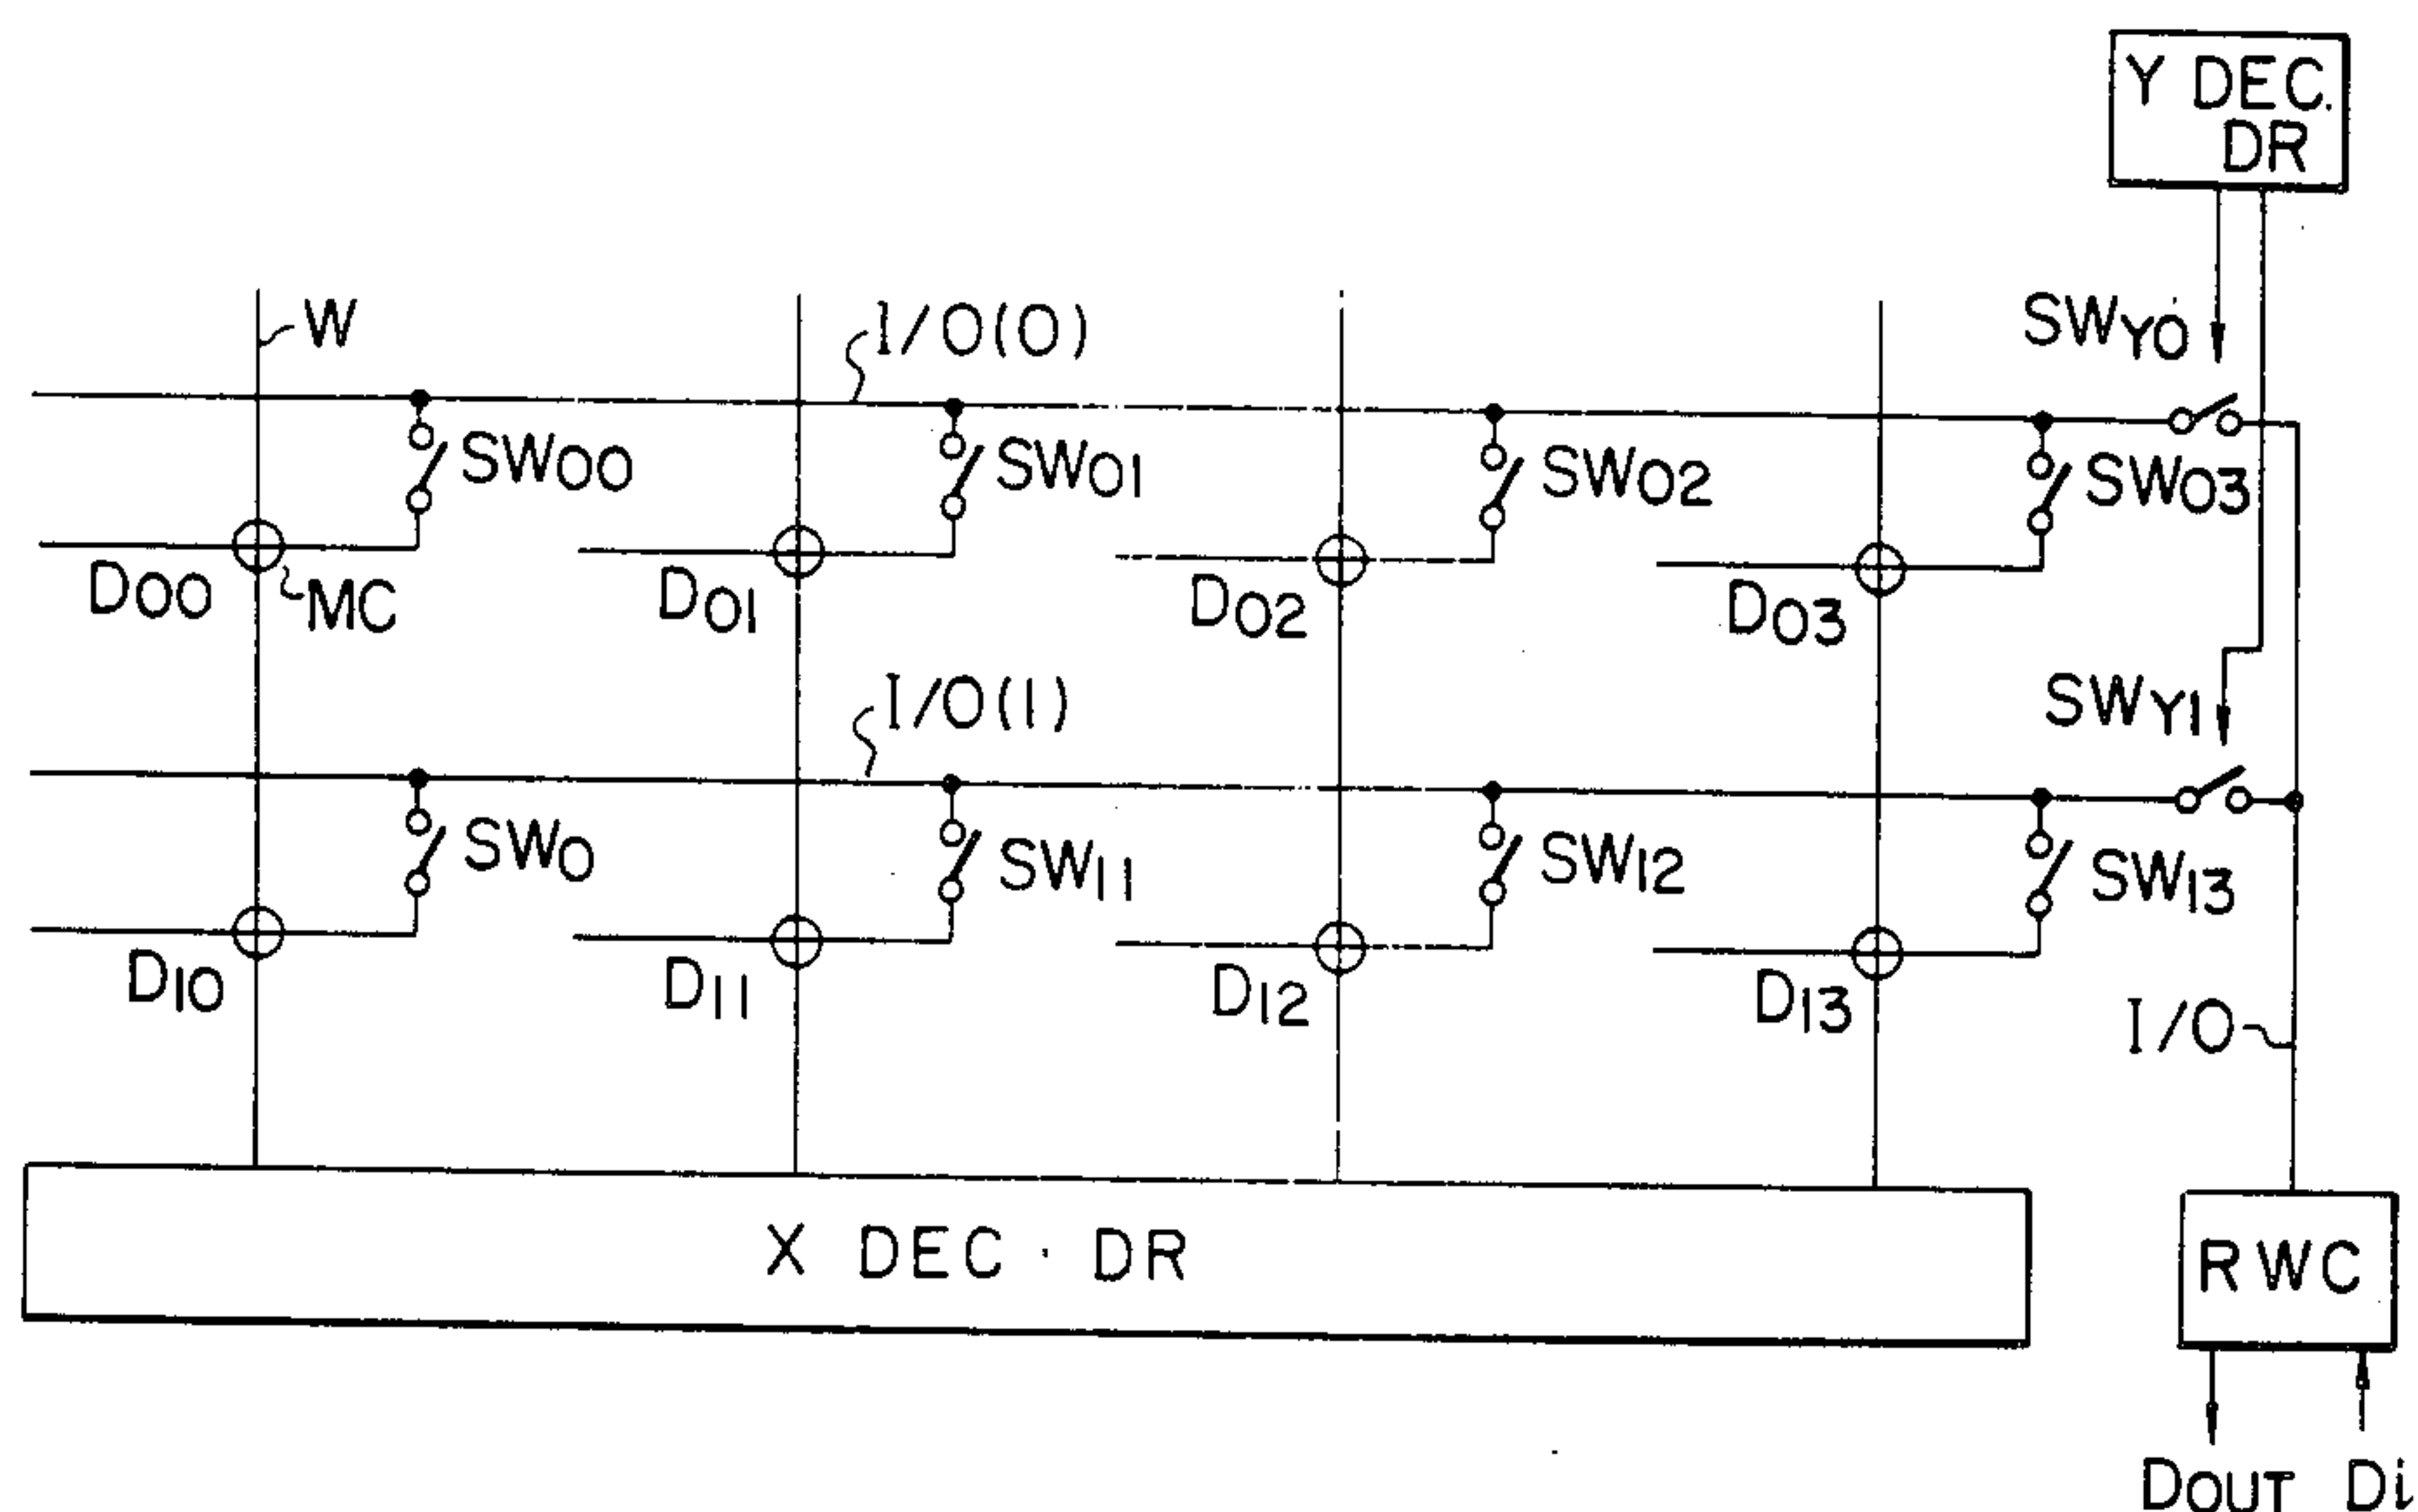 Y DEC.
DR
W
I/O(0)
SWY0
SW00
SW01
SW02
SW03
D00
MC
D01
D02
D03
I/O(1)
SWY1
SW0
SW11
SW12
SW13
D10
D11
D12
D13
I/O
X DEC · DR
RWC
DOUT
Di